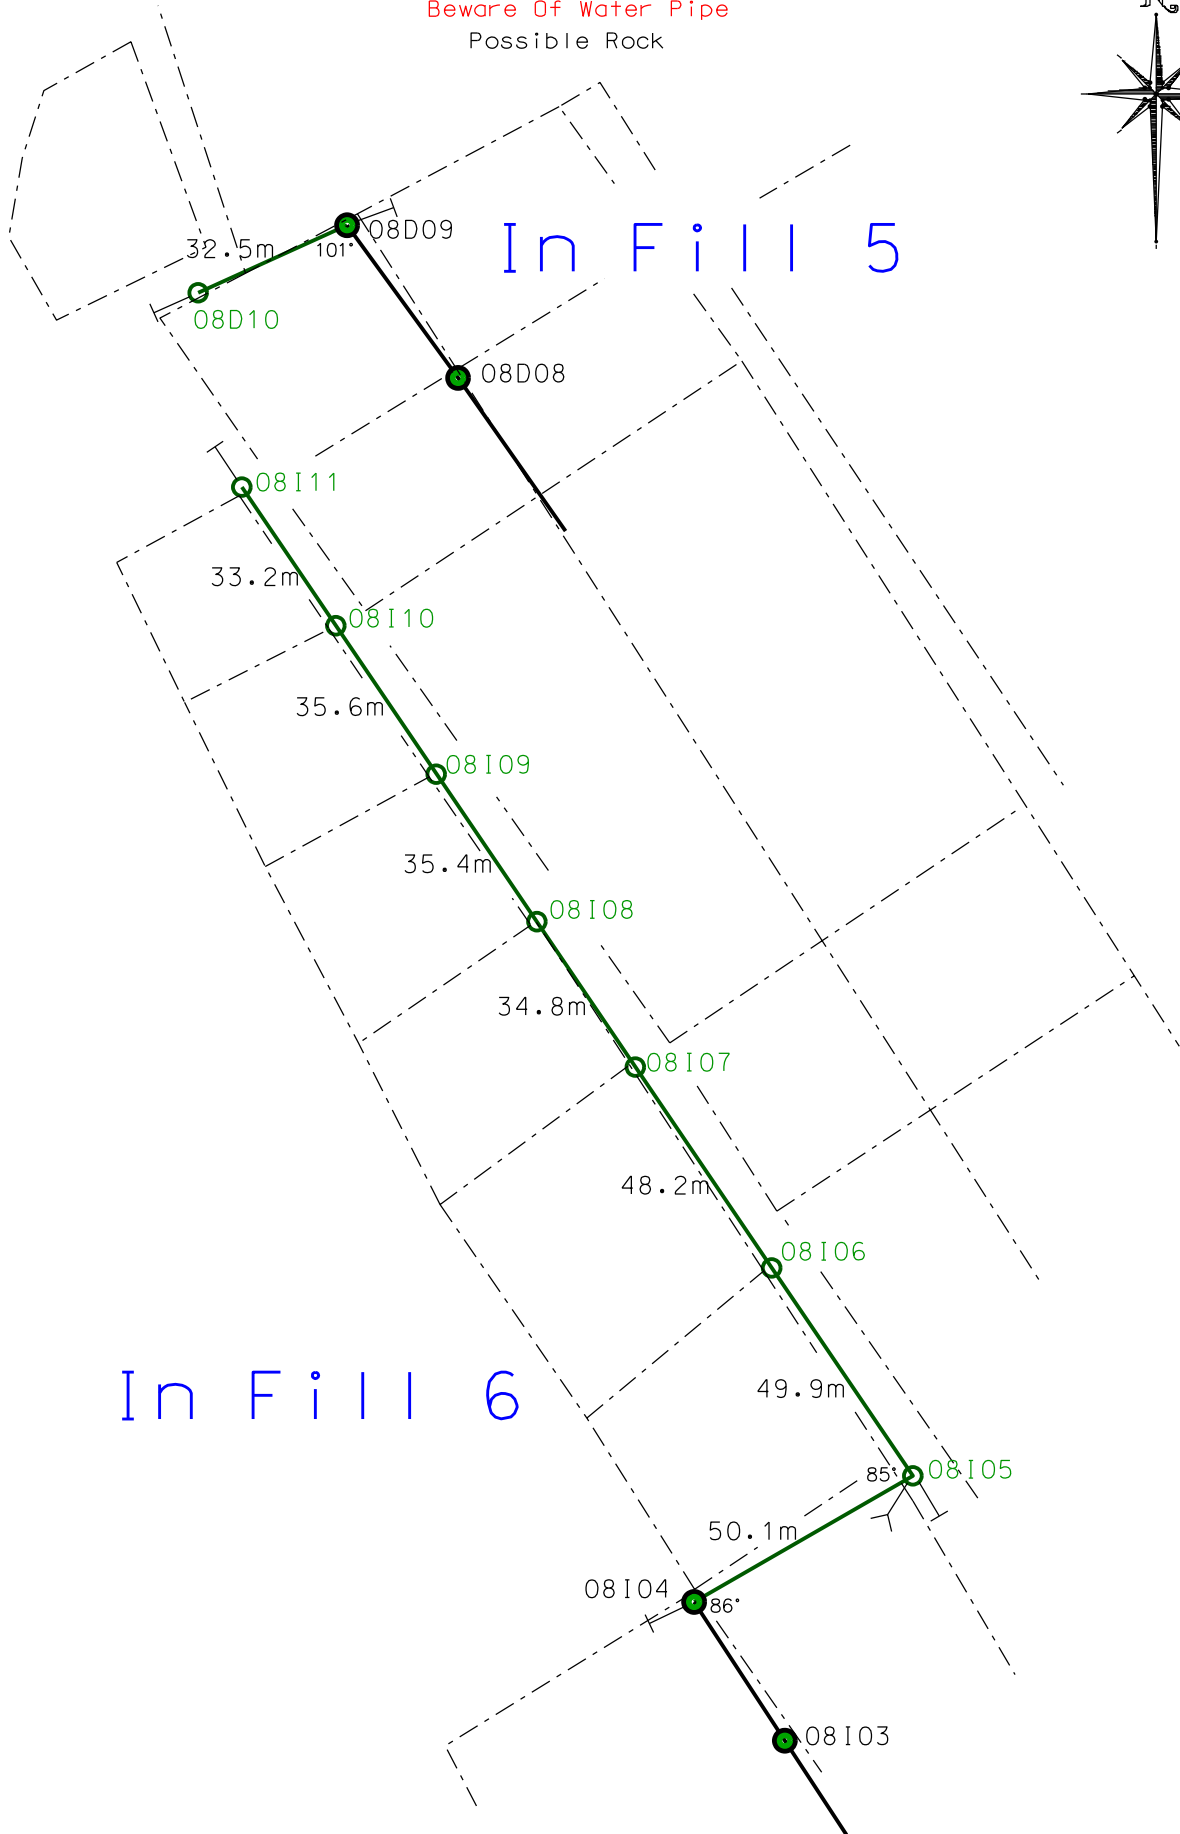 Beware Of Water Pipe
Possible Rock
08D09
In Fill 5
32.5m
101°
08D10
08D08
08I11
33.2m
08I10
35.6m
08I09
35.4m
08I08
34.8m
08I07
48.2m
08I06
In Fill 6
49.9m
85°
08I05
50.1m
08I04
86°
08I03